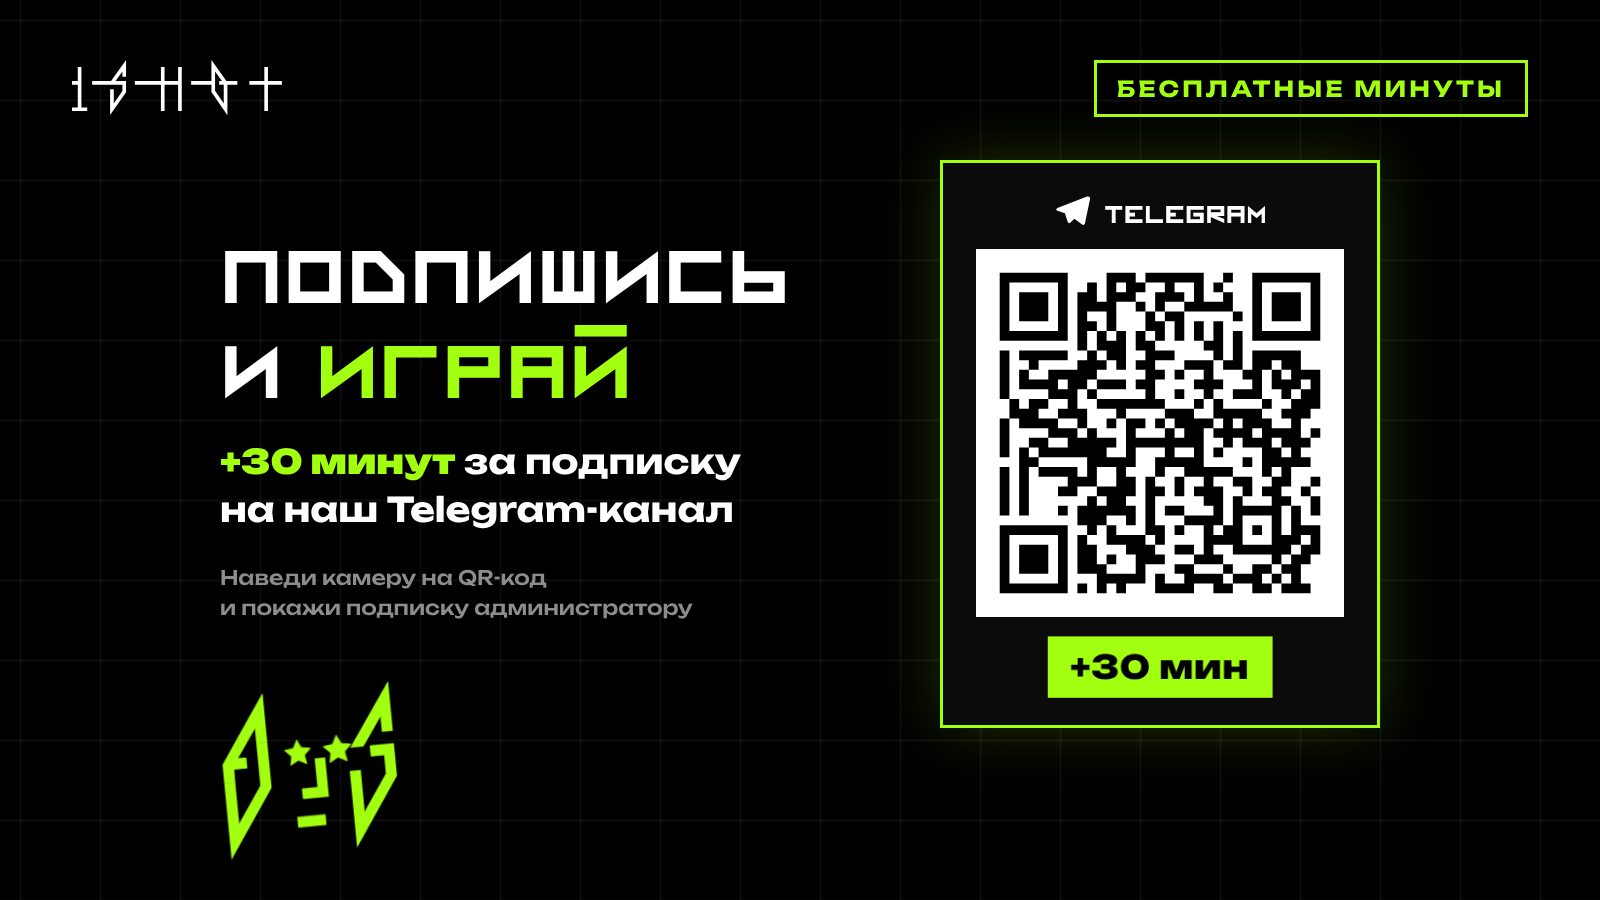 БЕСПЛАТНЫЕ МИНУТЫ
ПОДПИШИСЬ
И ИГРАЙ
+30 минут за подписку
на наш Telegram-канал
Наведи камеру на QR-код
и покажи подписку администратору
TELEGRAM
+30 мин